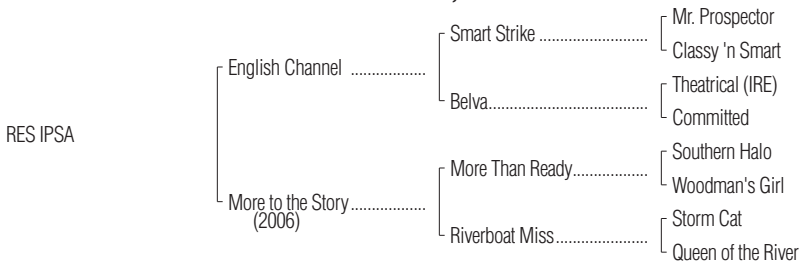 Mr. Prospector
Smart Strike ........................
Classy 'n Smart
English Channel ..................
Theatrical (IRE)
Belva...................................
Committed
RES IPSA
Southern Halo
More Than Ready.................
Woodman's Girl
More to the Story..................
(2006)
Storm Cat
Riverboat Miss.....................
Queen of the River